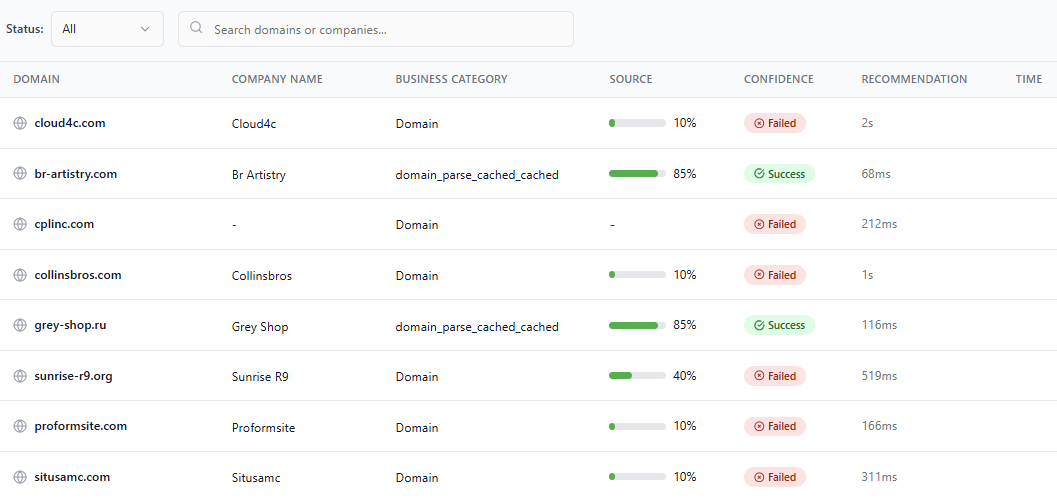 Status: All Search domains or companies...
DOMAIN COMPANY NAME BUSINESS CATEGORY SOURCE CONFIDENCE RECOMMENDATION TIME
cloud4c.com Cloud4c Domain 10% Failed 2s
br-artistry.com Br Artistry domain_parse_cached_cached 85% Success 68ms
cplinc.com - Domain - Failed 212ms
collinsbros.com Collinsbros Domain 10% Failed 1s
grey-shop.ru Grey Shop domain_parse_cached_cached 85% Success 116ms
sunrise-r9.org Sunrise R9 Domain 40% Failed 519ms
proformsite.com Proformsite Domain 10% Failed 166ms
situsamc.com Situsamc Domain 10% Failed 311ms